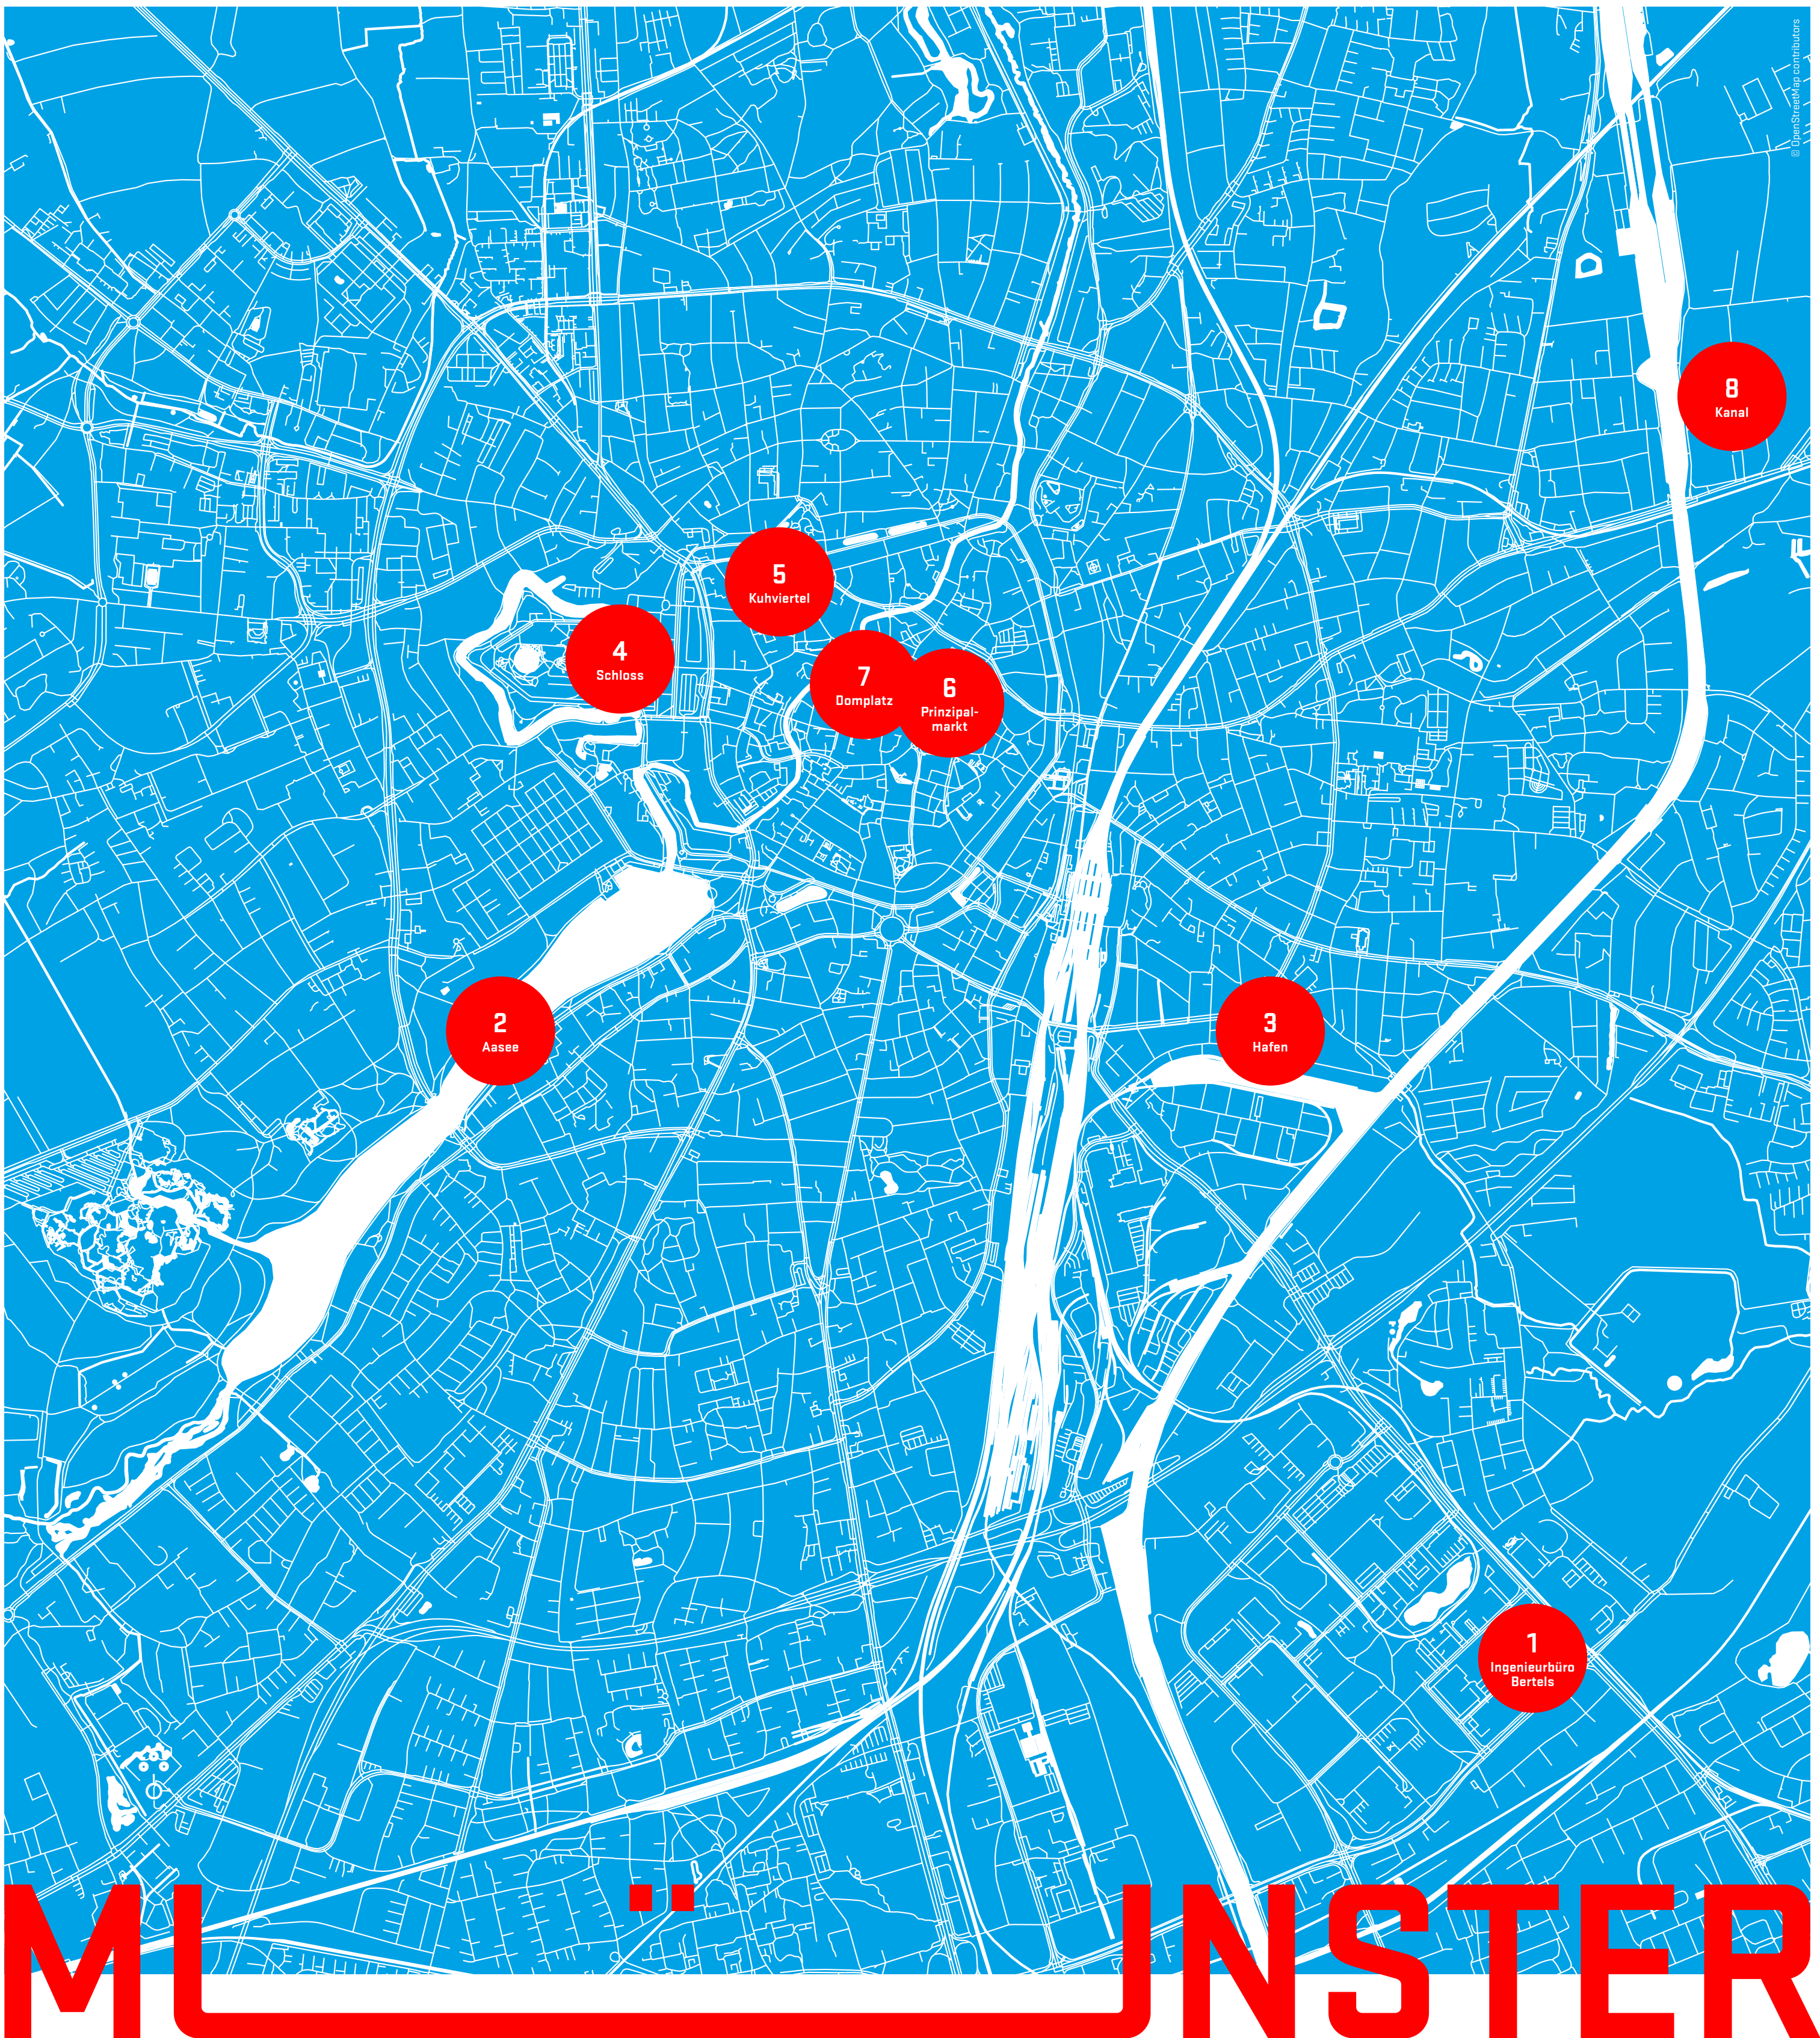 © OpenStreetMap contributors
8
Kanal
5
Kuhviertel
4
Schloss
7
Domplatz
6
Prinzipal-
markt
2
Aasee
3
Hafen
1
Ingenieurbüro
Bertels
MÜNSTER